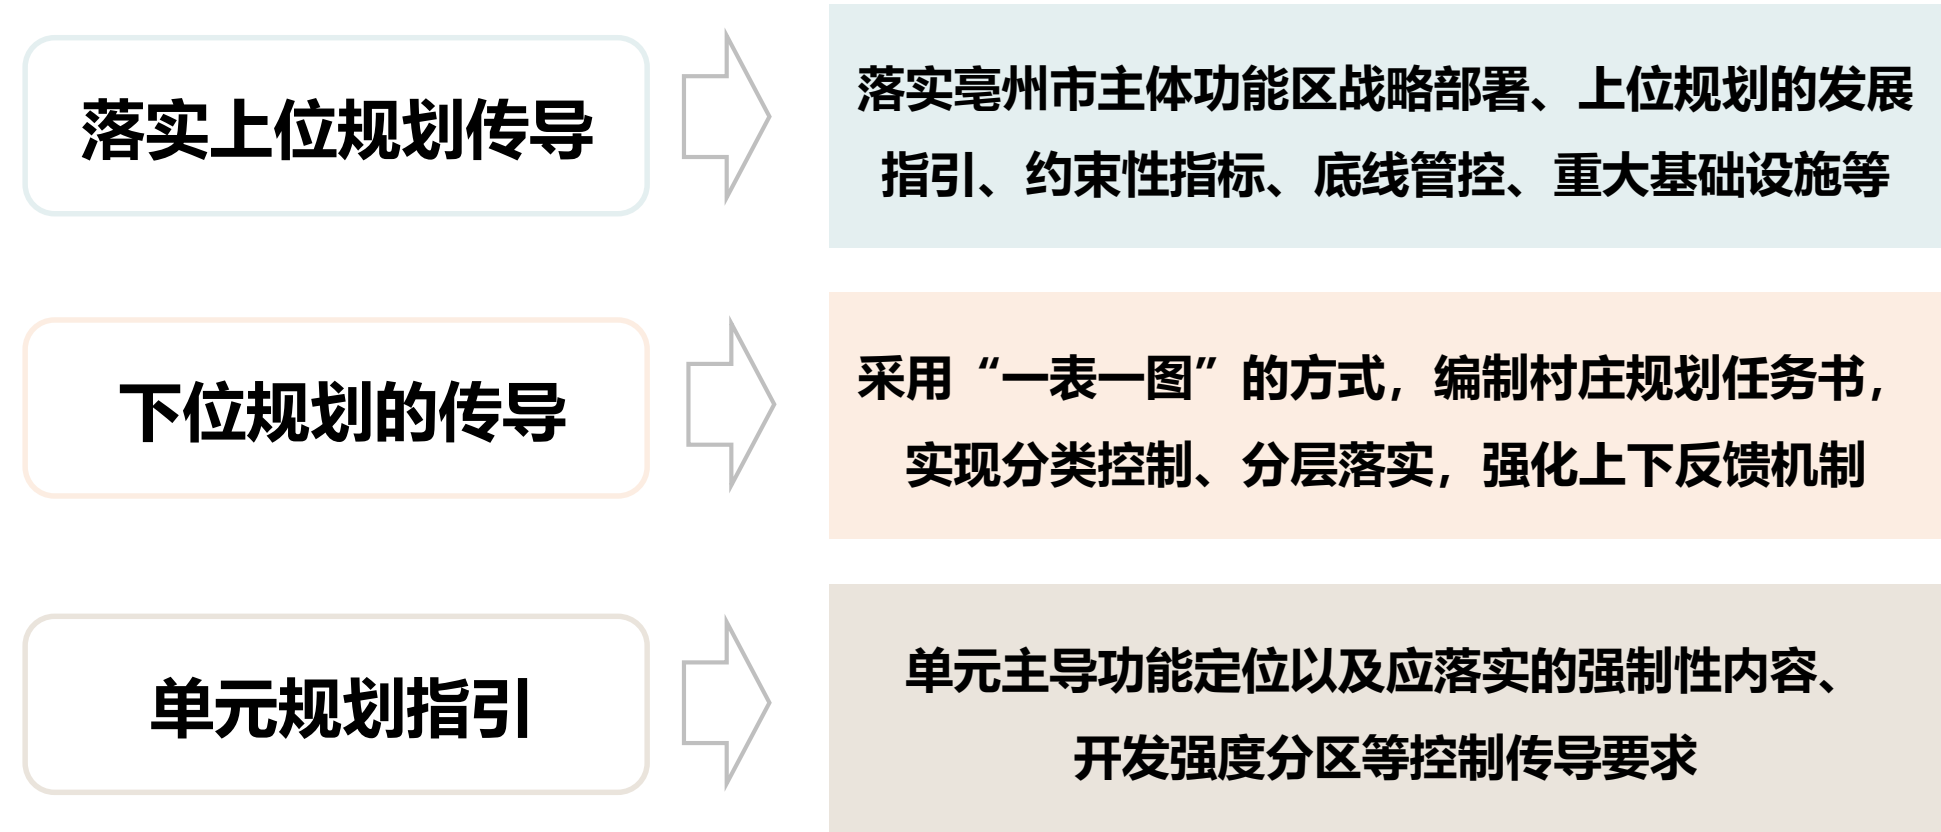 落实上位规划传导
落实亳州市主体功能区战略部署、上位规划的发展
指引、约束性指标、底线管控、重大基础设施等
下位规划的传导
采用“一表一图”的方式，编制村庄规划任务书，
实现分类控制、分层落实，强化上下反馈机制
单元规划指引
单元主导功能定位以及应落实的强制性内容、
开发强度分区等控制传导要求